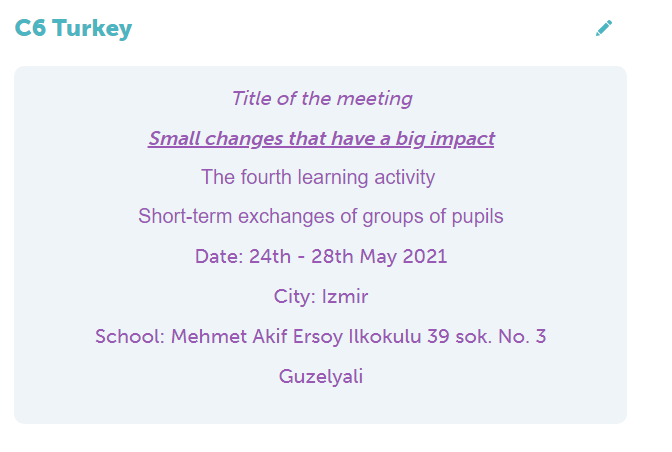 C6 Turkey
Title of the meeting
Small changes that have a big impact
The fourth learning activity
Short-term exchanges of groups of pupils
Date: 24th - 28th May 2021
City: Izmir
School: Mehmet Akif Ersoy Ilkokulu 39 sok. No. 3
Guzelyali